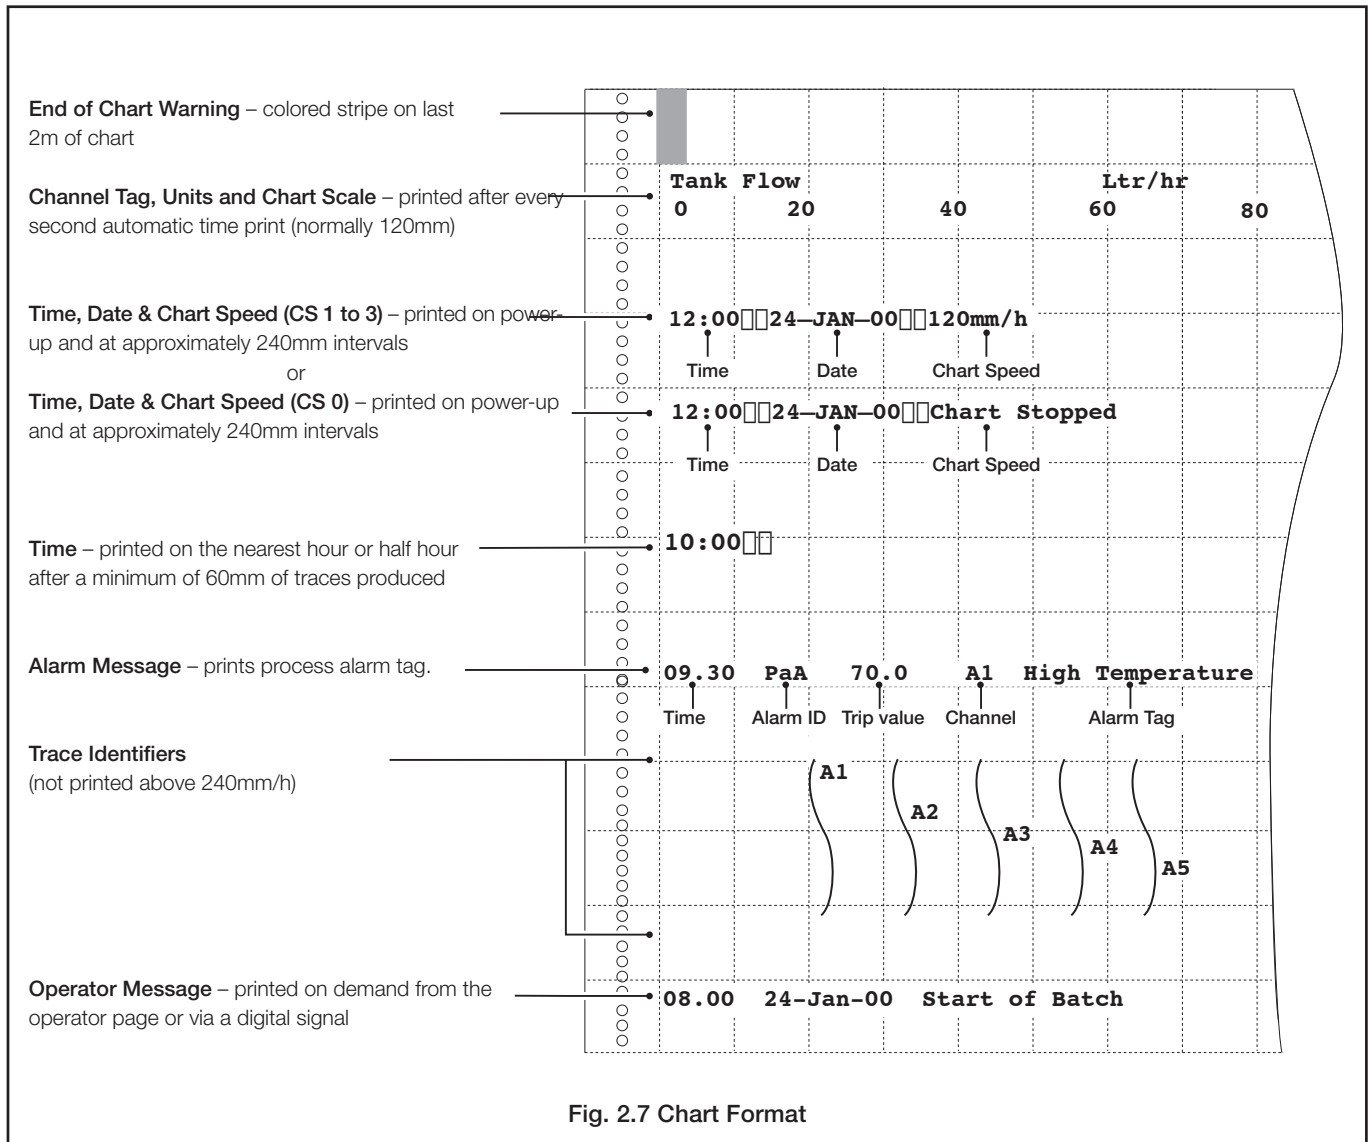 End of Chart Warning – colored stripe on last
2m of chart
Channel Tag, Units and Chart Scale – printed after every
second automatic time print (normally 120mm)
Tank Flow Ltr/hr
0 20 40 60 80
Time, Date & Chart Speed (CS 1 to 3) – printed on power-
up and at approximately 240mm intervals
12:00▯▯24–JAN–00▯▯120mm/h
Time Date Chart Speed
or
Time, Date & Chart Speed (CS 0) – printed on power-up
and at approximately 240mm intervals
12:00▯▯24–JAN–00▯▯Chart Stopped
Time Date Chart Speed
Time – printed on the nearest hour or half hour
after a minimum of 60mm of traces produced
10:00▯▯
Alarm Message – prints process alarm tag.
09.30 PaA 70.0 A1 High Temperature
Time Alarm ID Trip value Channel Alarm Tag
Trace Identifiers
(not printed above 240mm/h)
A1
A2
A3
A4
A5
Operator Message – printed on demand from the
operator page or via a digital signal
08.00 24-Jan-00 Start of Batch
Fig. 2.7 Chart Format